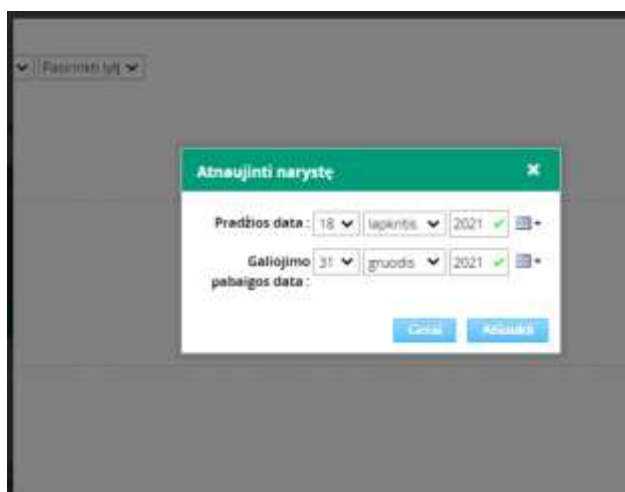 Pasirinkti lytį
Atnaujinti narystę
Pradžios data : 18 lapkritis 2021
Galiojimo 31 gruodis 2021
pabaigos data :
Gerai Atšaukti